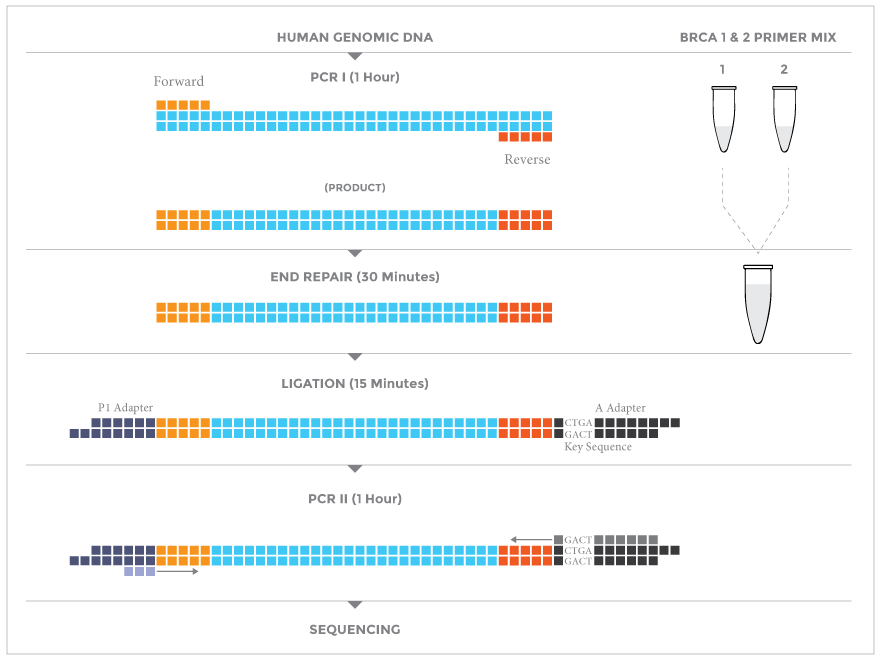 HUMAN GENOMIC DNA
BRCA 1 & 2 PRIMER MIX
PCR I (1 Hour)
1
2
Forward
Reverse
(PRODUCT)
END REPAIR (30 Minutes)
LIGATION (15 Minutes)
P1 Adapter
A Adapter
CTGA
GACT
Key Sequence
PCR II (1 Hour)
GACT
CTGA
GACT
SEQUENCING